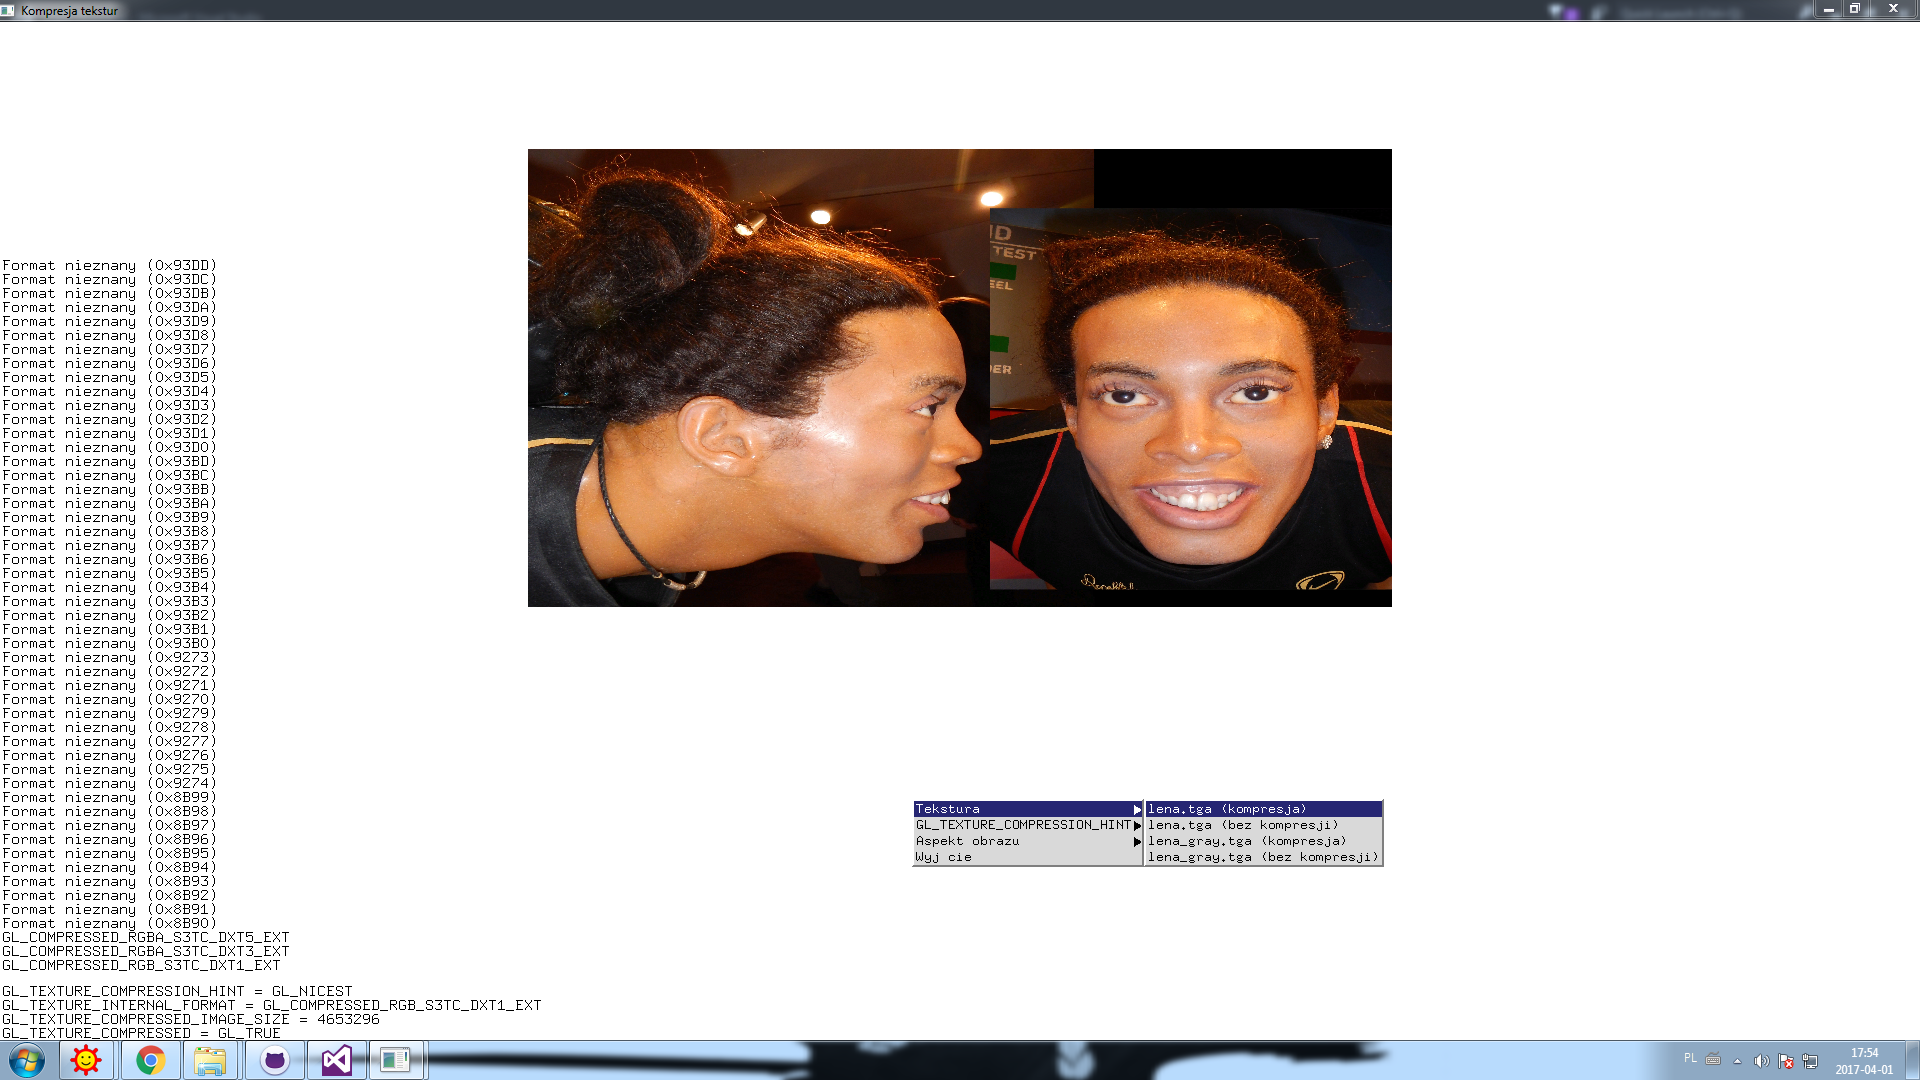 Kompresja tekstur
ID
TEST
EEL
DER
Format nieznany (0x93DD)
Format nieznany (0x93DC)
Format nieznany (0x93DB)
Format nieznany (0x93DA)
Format nieznany (0x93D9)
Format nieznany (0x93D8)
Format nieznany (0x93D7)
Format nieznany (0x93D6)
Format nieznany (0x93D5)
Format nieznany (0x93D4)
Format nieznany (0x93D3)
Format nieznany (0x93D2)
Format nieznany (0x93D1)
Format nieznany (0x93D0)
Format nieznany (0x93BD)
Format nieznany (0x93BC)
Format nieznany (0x93BB)
Format nieznany (0x93BA)
Format nieznany (0x93B9)
Format nieznany (0x93B8)
Format nieznany (0x93B7)
Format nieznany (0x93B6)
Format nieznany (0x93B5)
Format nieznany (0x93B4)
Format nieznany (0x93B3)
Format nieznany (0x93B2)
Format nieznany (0x93B1)
Format nieznany (0x93B0)
Format nieznany (0x9273)
Format nieznany (0x9272)
Format nieznany (0x9271)
Format nieznany (0x9270)
Format nieznany (0x9279)
Format nieznany (0x9278)
Format nieznany (0x9277)
Format nieznany (0x9276)
Format nieznany (0x9275)
Format nieznany (0x9274)
Format nieznany (0x8B99)
Format nieznany (0x8B98)
Format nieznany (0x8B97)
Format nieznany (0x8B96)
Format nieznany (0x8B95)
Format nieznany (0x8B94)
Format nieznany (0x8B93)
Format nieznany (0x8B92)
Format nieznany (0x8B91)
Format nieznany (0x8B90)
GL_COMPRESSED_RGBA_S3TC_DXT5_EXT
GL_COMPRESSED_RGBA_S3TC_DXT3_EXT
GL_COMPRESSED_RGB_S3TC_DXT1_EXT
GL_TEXTURE_COMPRESSION_HINT = GL_NICEST
GL_TEXTURE_INTERNAL_FORMAT = GL_COMPRESSED_RGB_S3TC_DXT1_EXT
GL_TEXTURE_COMPRESSED_IMAGE_SIZE = 4653296
GL_TEXTURE_COMPRESSED = GL_TRUE
Tekstura
GL_TEXTURE_COMPRESSION_HINT
Aspekt obrazu
Wyj cie
lena.tga (kompresja)
lena.tga (bez kompresji)
lena_gray.tga (kompresja)
lena_gray.tga (bez kompresji)
PL
17:54
2017-04-01